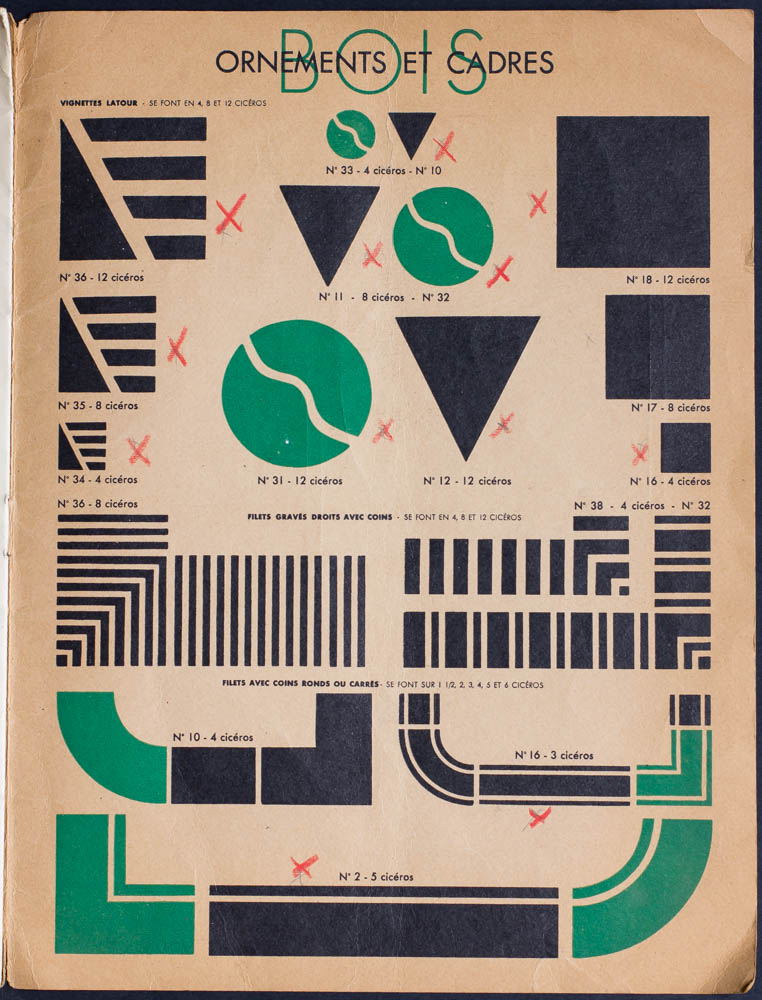 BOIS
ORNEMENTS ET CADRES
VIGNETTES LATOUR - SE FONT EN 4, 8 ET 12 CICÉROS
N° 33 - 4 cicéros - N° 10
N° 36 - 12 cicéros
N° 18 - 12 cicéros
N° 11 - 8 cicéros - N° 32
N° 35 - 8 cicéros
N° 17 - 8 cicéros
N° 34 - 4 cicéros
N° 31 - 12 cicéros
N° 12 - 12 cicéros
N° 16 - 4 cicéros
N° 36 - 8 cicéros
N° 38 - 4 cicéros - N° 32
FILETS GRAVÉS DROITS AVEC COINS - SE FONT EN 4, 8 ET 12 CICÉROS
FILETS AVEC COINS RONDS OU CARRÉS - SE FONT SUR 1 1/2, 2, 3, 4, 5 ET 6 CICÉROS
N° 10 - 4 cicéros
N° 16 - 3 cicéros
N° 2 - 5 cicéros